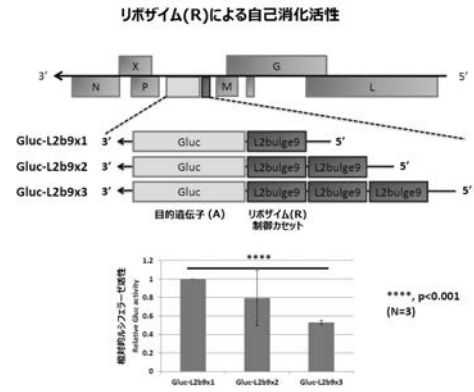 リボザイム(R)による自己消化活性
X G
3' 5'
N P M L
Gluc-L2b9x1 3' Gluc L2bulge9 5'
Gluc-L2b9x2 3' Gluc L2bulge9 L2bulge9 5'
Gluc-L2b9x3 3' Gluc L2bulge9 L2bulge9 L2bulge9 5'
目的遺伝子 (A) リボザイム(R)
制御カセット
相対的ルシフェラーゼ活性
Relative Gluc activity
****
1.2
1
0.8
0.6
0.4
0.2
0
Gluc-L2b9x1 Gluc-L2b9x2 Gluc-L2b9x3
****, p<0.001
(N=3)